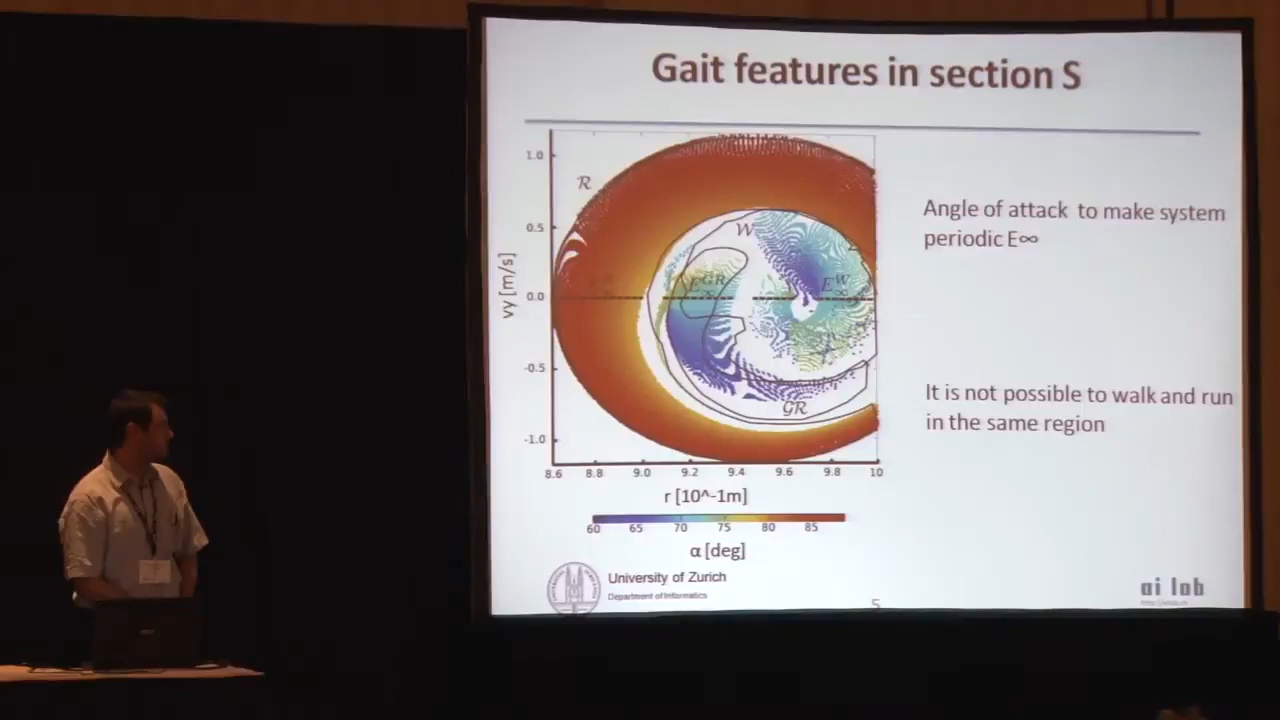 Gait features in section S
R
W
GR
E∞^GR
E∞^W
1.0
0.5
0.0
-0.5
-1.0
vy [m/s]
8.6 8.8 9.0 9.2 9.4 9.6 9.8 10
r [10^-1m]
60 65 70 75 80 85
α [deg]
Angle of attack to make system
periodic E∞
It is not possible to walk and run
in the same region
University of Zurich
Department of Informatics
5
ai lab